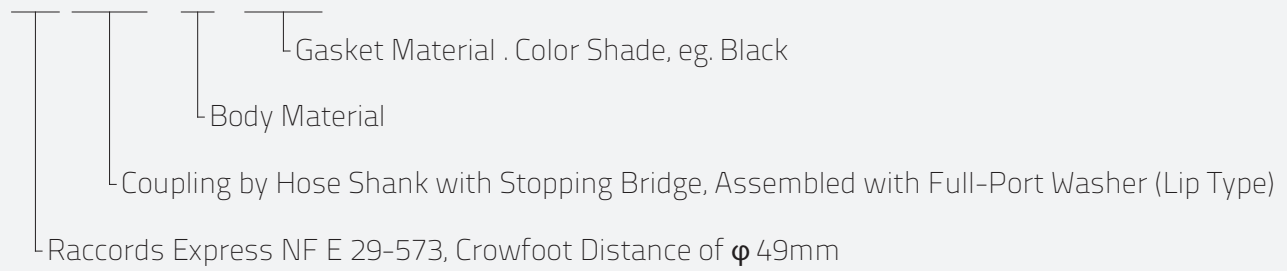 Gasket Material . Color Shade, eg. Black
Body Material
Coupling by Hose Shank with Stopping Bridge, Assembled with Full-Port Washer (Lip Type)
Raccords Express NF E 29-573, Crowfoot Distance of φ 49mm